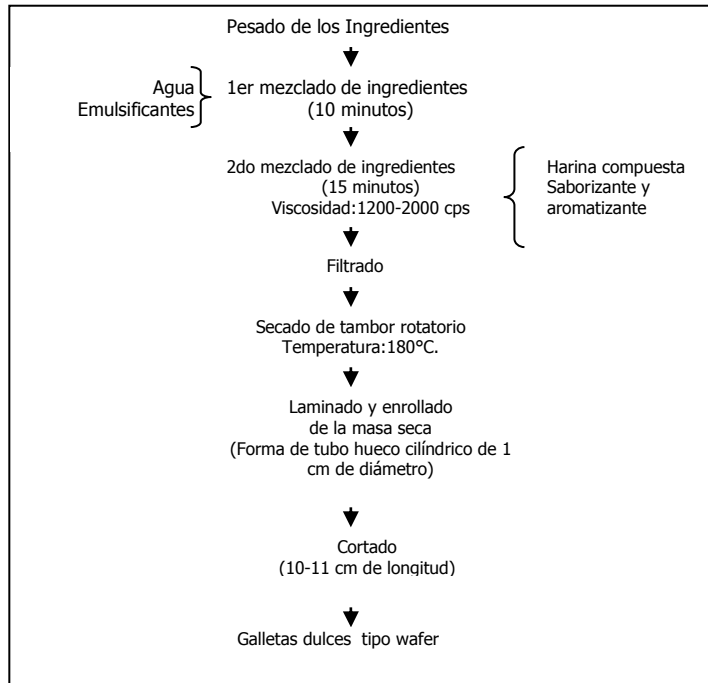 Pesado de los Ingredientes
Agua
Emulsificantes
1er mezclado de ingredientes
(10 minutos)
2do mezclado de ingredientes
(15 minutos)
Viscosidad:1200-2000 cps
Harina compuesta
Saborizante y
aromatizante
Filtrado
Secado de tambor rotatorio
Temperatura:180°C.
Laminado y enrollado
de la masa seca
(Forma de tubo hueco cilíndrico de 1
cm de diámetro)
Cortado
(10-11 cm de longitud)
Galletas dulces tipo wafer